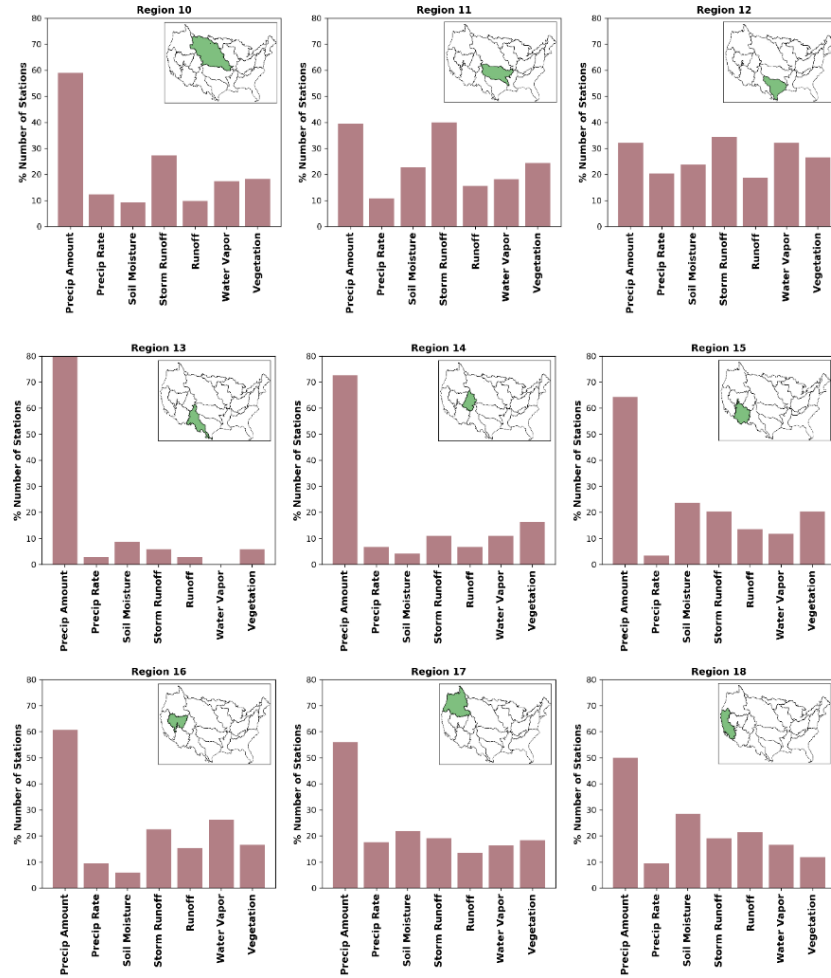 Region 10
% Number of Stations
80
70
60
50
40
30
20
10
0
Precip Amount
Precip Rate
Soil Moisture
Storm Runoff
Runoff
Water Vapor
Vegetation
Region 11
% Number of Stations
80
70
60
50
40
30
20
10
0
Precip Amount
Precip Rate
Soil Moisture
Storm Runoff
Runoff
Water Vapor
Vegetation
Region 12
% Number of Stations
80
70
60
50
40
30
20
10
0
Precip Amount
Precip Rate
Soil Moisture
Storm Runoff
Runoff
Water Vapor
Vegetation
Region 13
% Number of Stations
80
70
60
50
40
30
20
10
0
Precip Amount
Precip Rate
Soil Moisture
Storm Runoff
Runoff
Water Vapor
Vegetation
Region 14
% Number of Stations
80
70
60
50
40
30
20
10
0
Precip Amount
Precip Rate
Soil Moisture
Storm Runoff
Runoff
Water Vapor
Vegetation
Region 15
% Number of Stations
80
70
60
50
40
30
20
10
0
Precip Amount
Precip Rate
Soil Moisture
Storm Runoff
Runoff
Water Vapor
Vegetation
Region 16
% Number of Stations
80
70
60
50
40
30
20
10
0
Precip Amount
Precip Rate
Soil Moisture
Storm Runoff
Runoff
Water Vapor
Vegetation
Region 17
% Number of Stations
80
70
60
50
40
30
20
10
0
Precip Amount
Precip Rate
Soil Moisture
Storm Runoff
Runoff
Water Vapor
Vegetation
Region 18
% Number of Stations
80
70
60
50
40
30
20
10
0
Precip Amount
Precip Rate
Soil Moisture
Storm Runoff
Runoff
Water Vapor
Vegetation